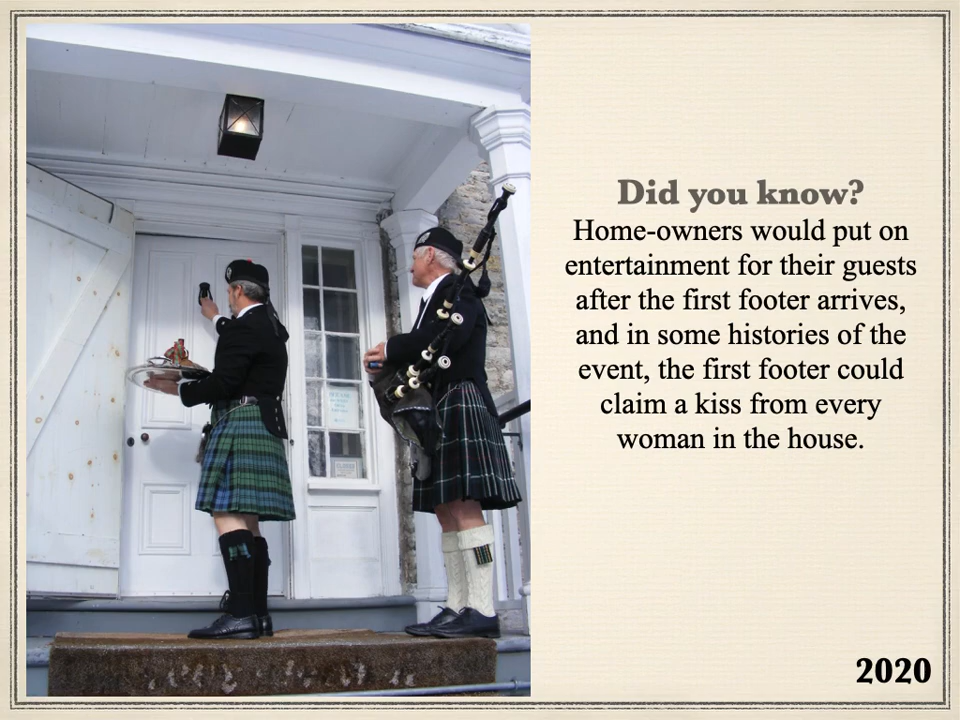 Did you know?
Home-owners would put on
entertainment for their guests
after the first footer arrives,
and in some histories of the
event, the first footer could
claim a kiss from every
woman in the house.
2020